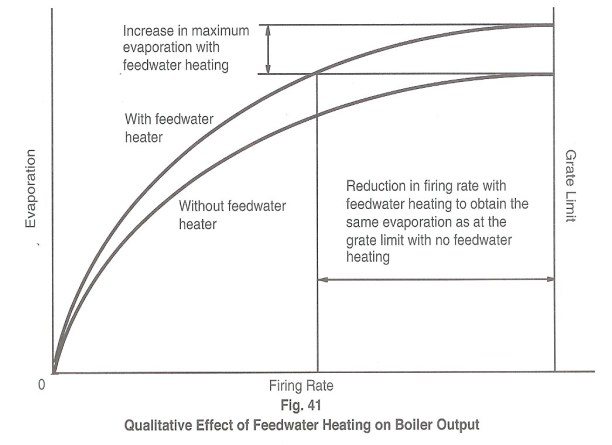 Increase in maximum
evaporation with
feedwater heating
With feedwater
heater
Without feedwater
heater
Reduction in firing rate with
feedwater heating to obtain the
same evaporation as at the
grate limit with no feedwater
heating
Evaporation
Grate Limit
0
Firing Rate
Fig. 41
Qualitative Effect of Feedwater Heating on Boiler Output